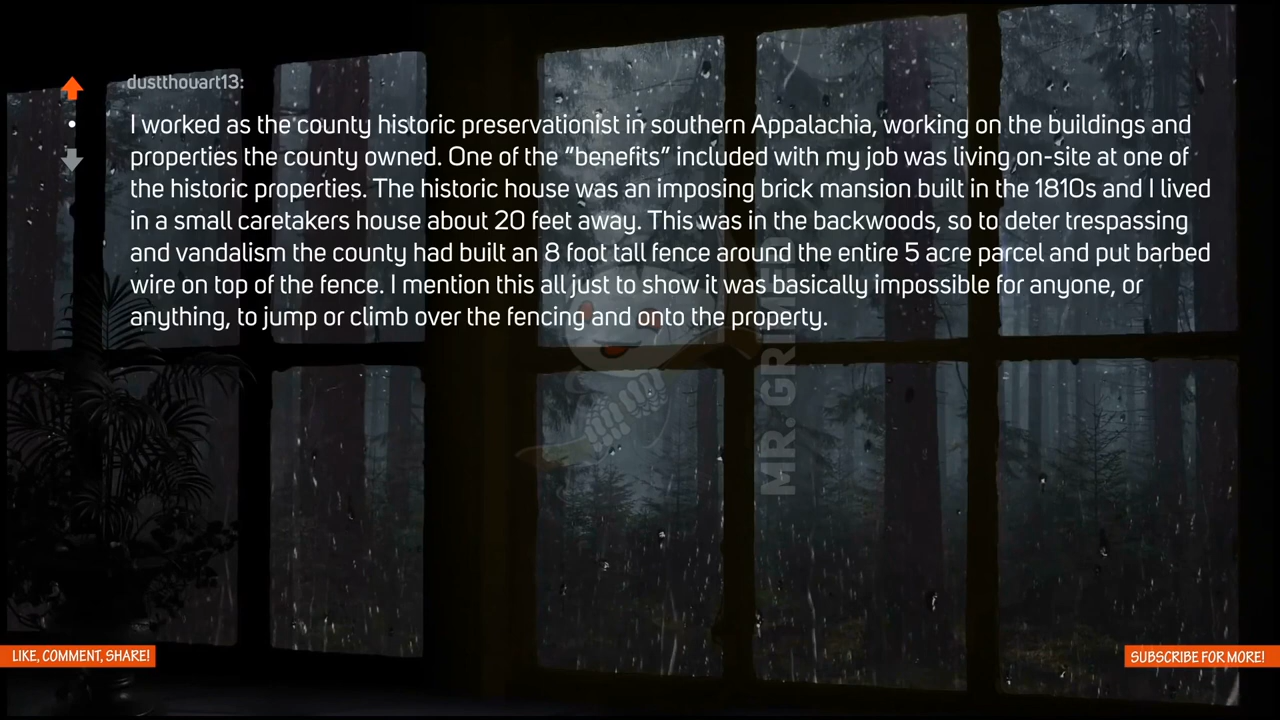 dustthouart13:
I worked as the county historic preservationist in southern Appalachia, working on the buildings and
properties the county owned. One of the “benefits” included with my job was living on-site at one of
the historic properties. The historic house was an imposing brick mansion built in the 1810s and I lived
in a small caretakers house about 20 feet away. This was in the backwoods, so to deter trespassing
and vandalism the county had built an 8 foot tall fence around the entire 5 acre parcel and put barbed
wire on top of the fence. I mention this all just to show it was basically impossible for anyone, or
anything, to jump or climb over the fencing and onto the property.
MR. GRIMM
LIKE, COMMENT, SHARE!
SUBSCRIBE FOR MORE!